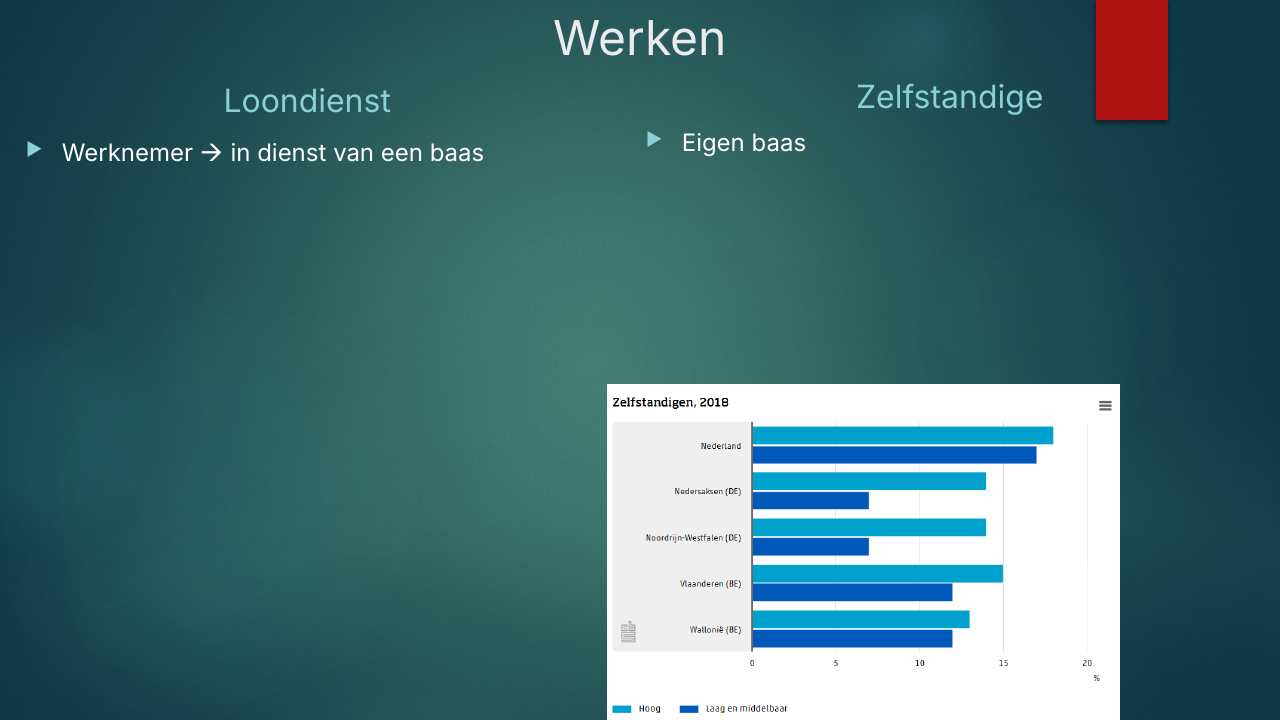 Werken
Loondienst
Werknemer → in dienst van een baas
Zelfstandige
Eigen baas
Zelfstandigen, 2018
Nederland
Nedersaksen (DE)
Noordrijn-Westfalen (DE)
Vlaanderen (BE)
Wallonië (BE)
0 5 10 15 20
%
Hoog Laag en middelbaar